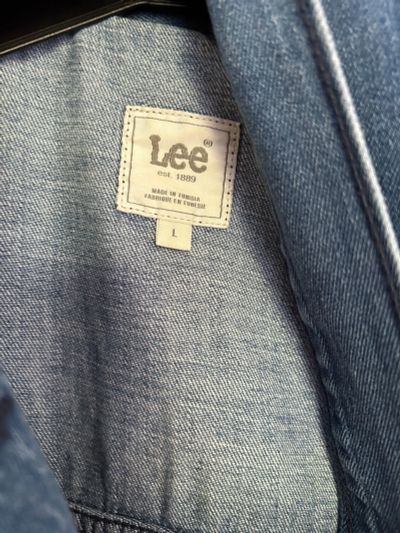 Lee®
est. 1889
MADE IN TUNISIA
FABRIQUE EN TUNISIE
L